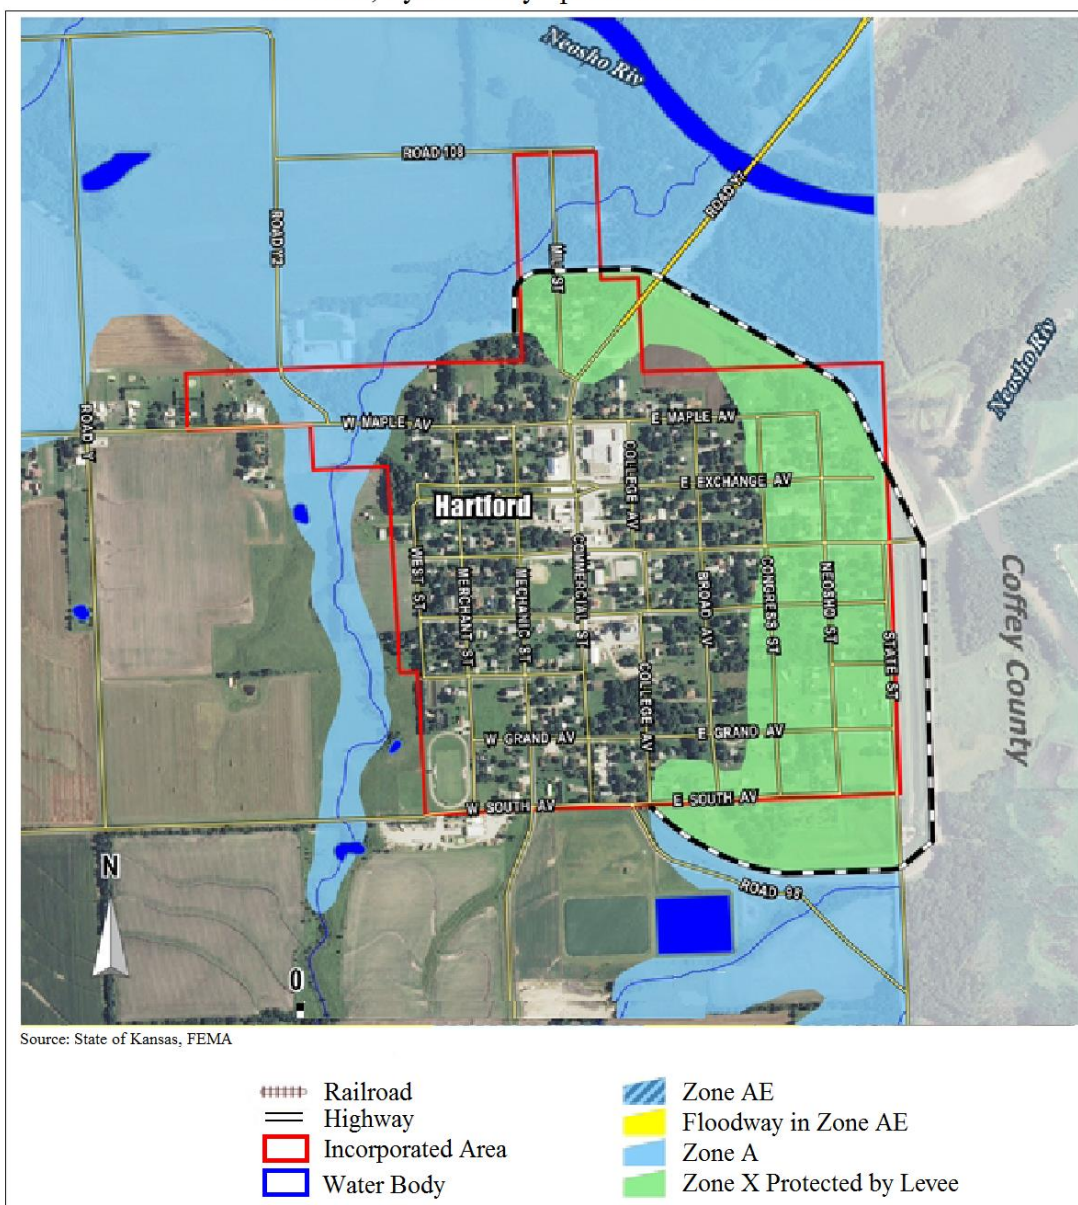 Neosho Riv
ROAD 108
ROAD Y3
MILL ST
Neosho Riv
ROAD Y
W MAPLE AV
E MAPLE AV
COLLEGE AV
E EXCHANGE AV
Hartford
WEST ST
MERCHANT ST
MECHANIC ST
COMMERCIAL ST
BROAD AV
CONGRESS ST
NEOSHO ST
STATE ST
Coffey County
COLLEGE AV
W GRAND AV
E GRAND AV
W SOUTH AV
E SOUTH AV
N
ROAD 98
0
Source: State of Kansas, FEMA
Railroad
Highway
Incorporated Area
Water Body
Zone AE
Floodway in Zone AE
Zone A
Zone X Protected by Levee